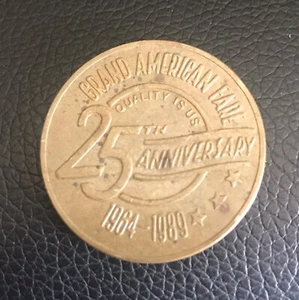 GRAND AMERICAN FARE
QUALITY IS US
25TH
ANNIVERSARY
1964 - 1989